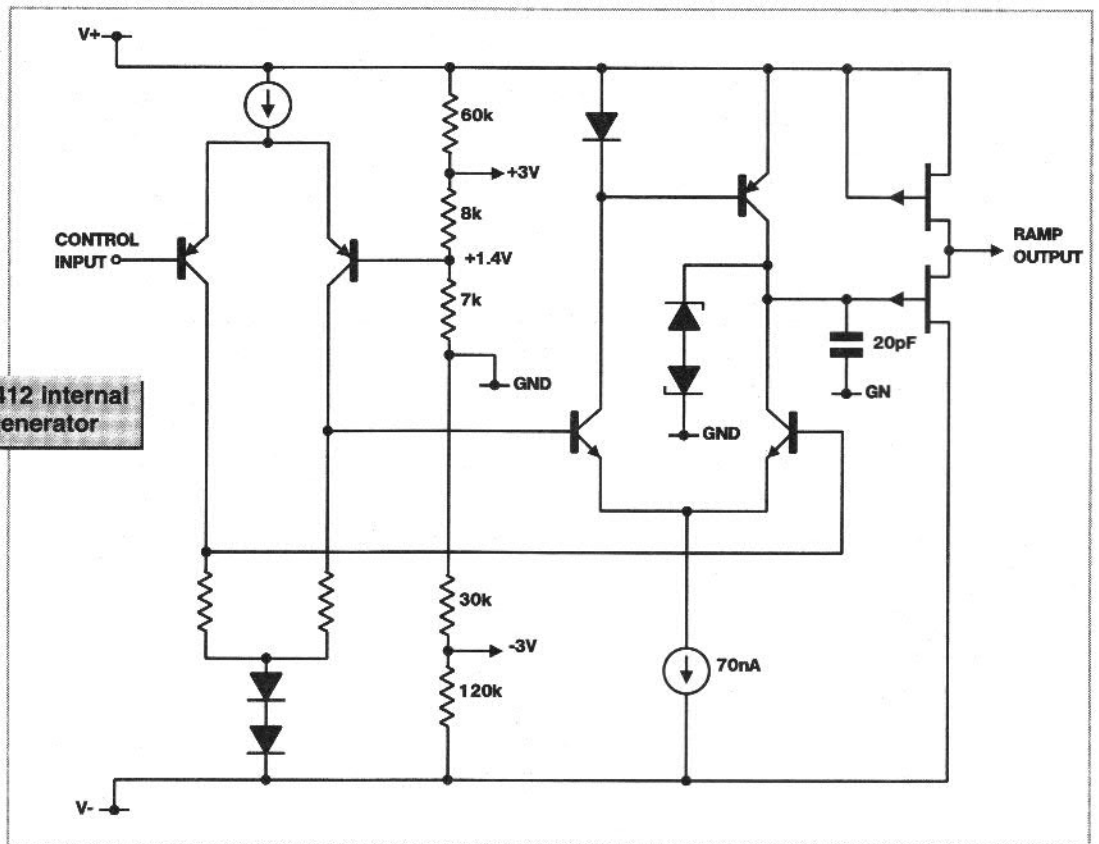 V+
60k
+3V
8k
CONTROL
INPUT
+1.4V
7k
RAMP
OUTPUT
20pF
GND
GN
GND
412 internal
enerator
30k
-3V
70nA
120k
V-